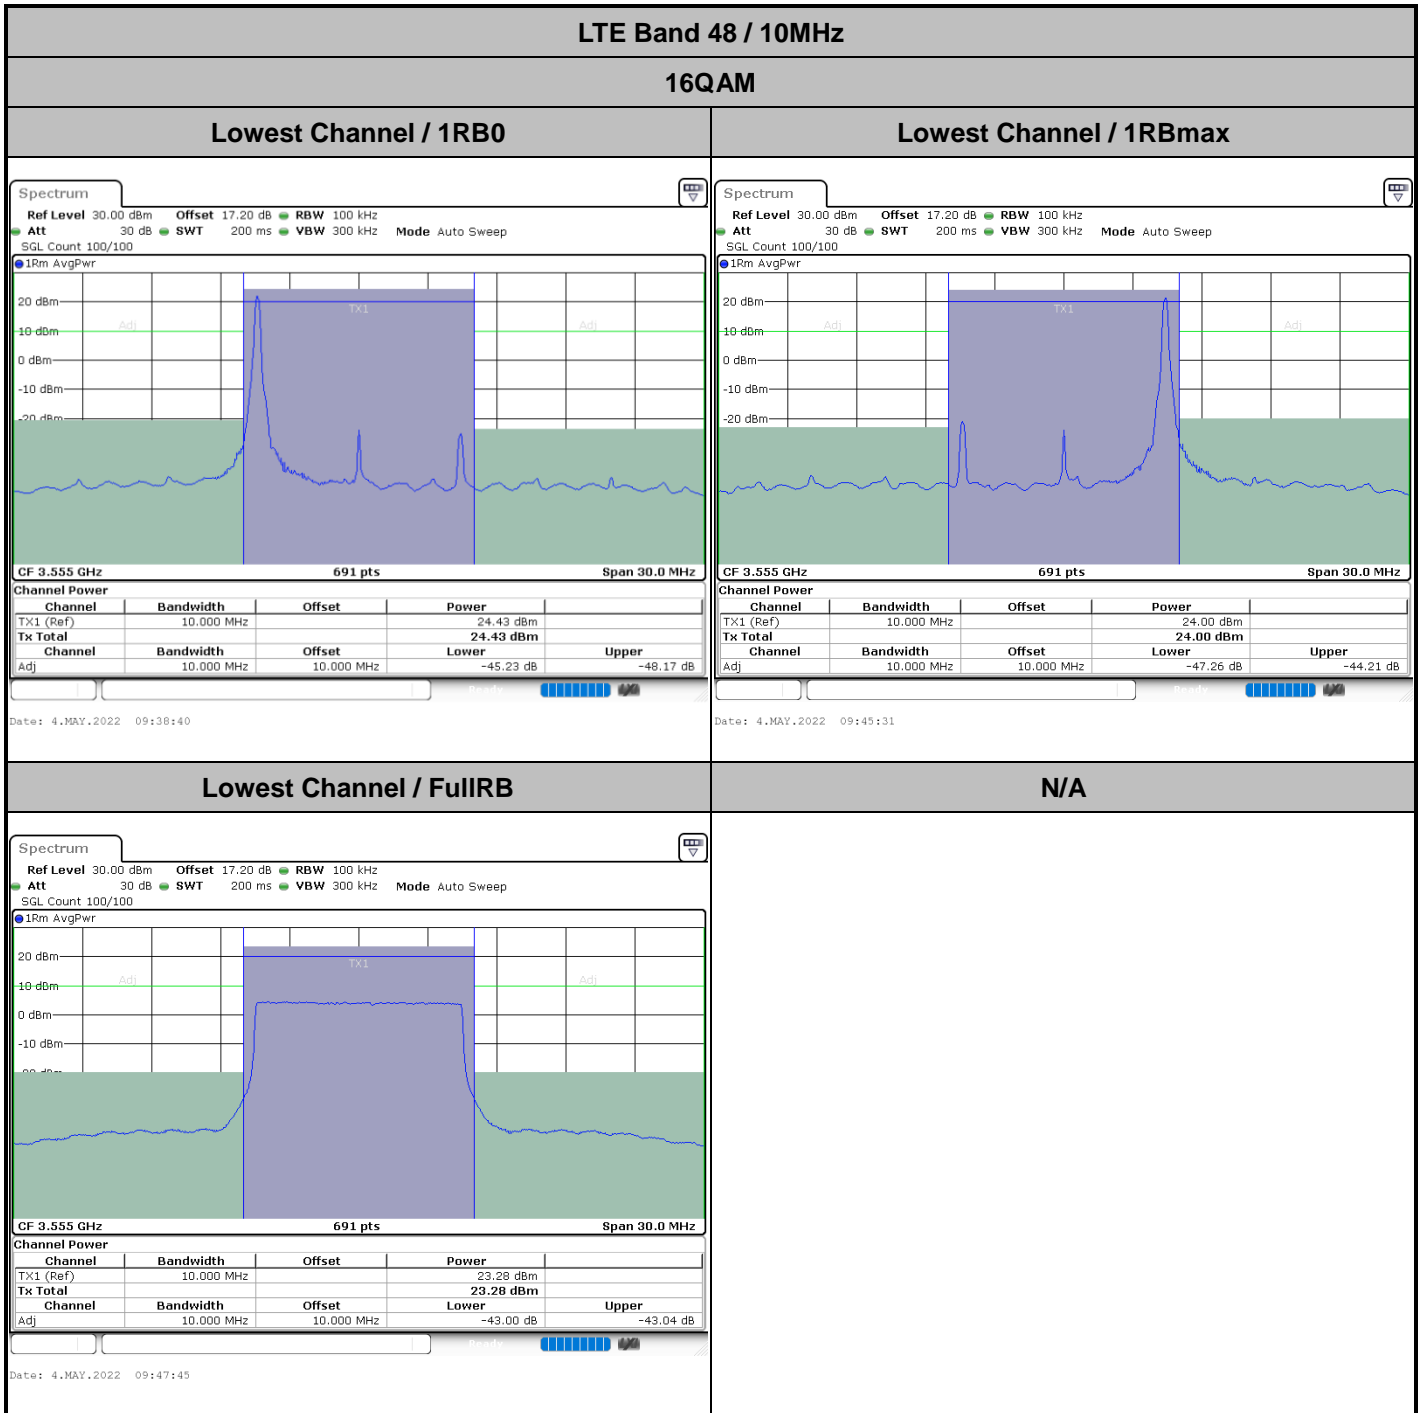 LTE Band 48 / 10MHz
16QAM
Lowest Channel / 1RB0
Lowest Channel / 1RBmax
Spectrum
Ref Level 30.00 dBm Offset 17.20 dB RBW 100 kHz
Att 30 dB SWT 200 ms VBW 300 kHz Mode Auto Sweep
SGL Count 100/100
1Rm AvgPwr
20 dBm
TX1
10 dBm
Adj
Adj
0 dBm
-10 dBm
-20 dBm
CF 3.555 GHz 691 pts Span 30.0 MHz
Channel Power
Channel Bandwidth Offset Power
TX1 (Ref) 10.000 MHz 24.43 dBm
Tx Total 24.43 dBm
Channel Bandwidth Offset Lower Upper
Adj 10.000 MHz 10.000 MHz -45.23 dB -48.17 dB
Ready
Date: 4.MAY.2022 09:38:40
Spectrum
Ref Level 30.00 dBm Offset 17.20 dB RBW 100 kHz
Att 30 dB SWT 200 ms VBW 300 kHz Mode Auto Sweep
SGL Count 100/100
1Rm AvgPwr
20 dBm
TX1
10 dBm
Adj
Adj
0 dBm
-10 dBm
-20 dBm
CF 3.555 GHz 691 pts Span 30.0 MHz
Channel Power
Channel Bandwidth Offset Power
TX1 (Ref) 10.000 MHz 24.00 dBm
Tx Total 24.00 dBm
Channel Bandwidth Offset Lower Upper
Adj 10.000 MHz 10.000 MHz -47.26 dB -44.21 dB
Ready
Date: 4.MAY.2022 09:45:31
Lowest Channel / FullRB
N/A
Spectrum
Ref Level 30.00 dBm Offset 17.20 dB RBW 100 kHz
Att 30 dB SWT 200 ms VBW 300 kHz Mode Auto Sweep
SGL Count 100/100
1Rm AvgPwr
20 dBm
TX1
10 dBm
Adj
Adj
0 dBm
-10 dBm
-20 dBm
CF 3.555 GHz 691 pts Span 30.0 MHz
Channel Power
Channel Bandwidth Offset Power
TX1 (Ref) 10.000 MHz 23.28 dBm
Tx Total 23.28 dBm
Channel Bandwidth Offset Lower Upper
Adj 10.000 MHz 10.000 MHz -43.00 dB -43.04 dB
Ready
Date: 4.MAY.2022 09:47:45